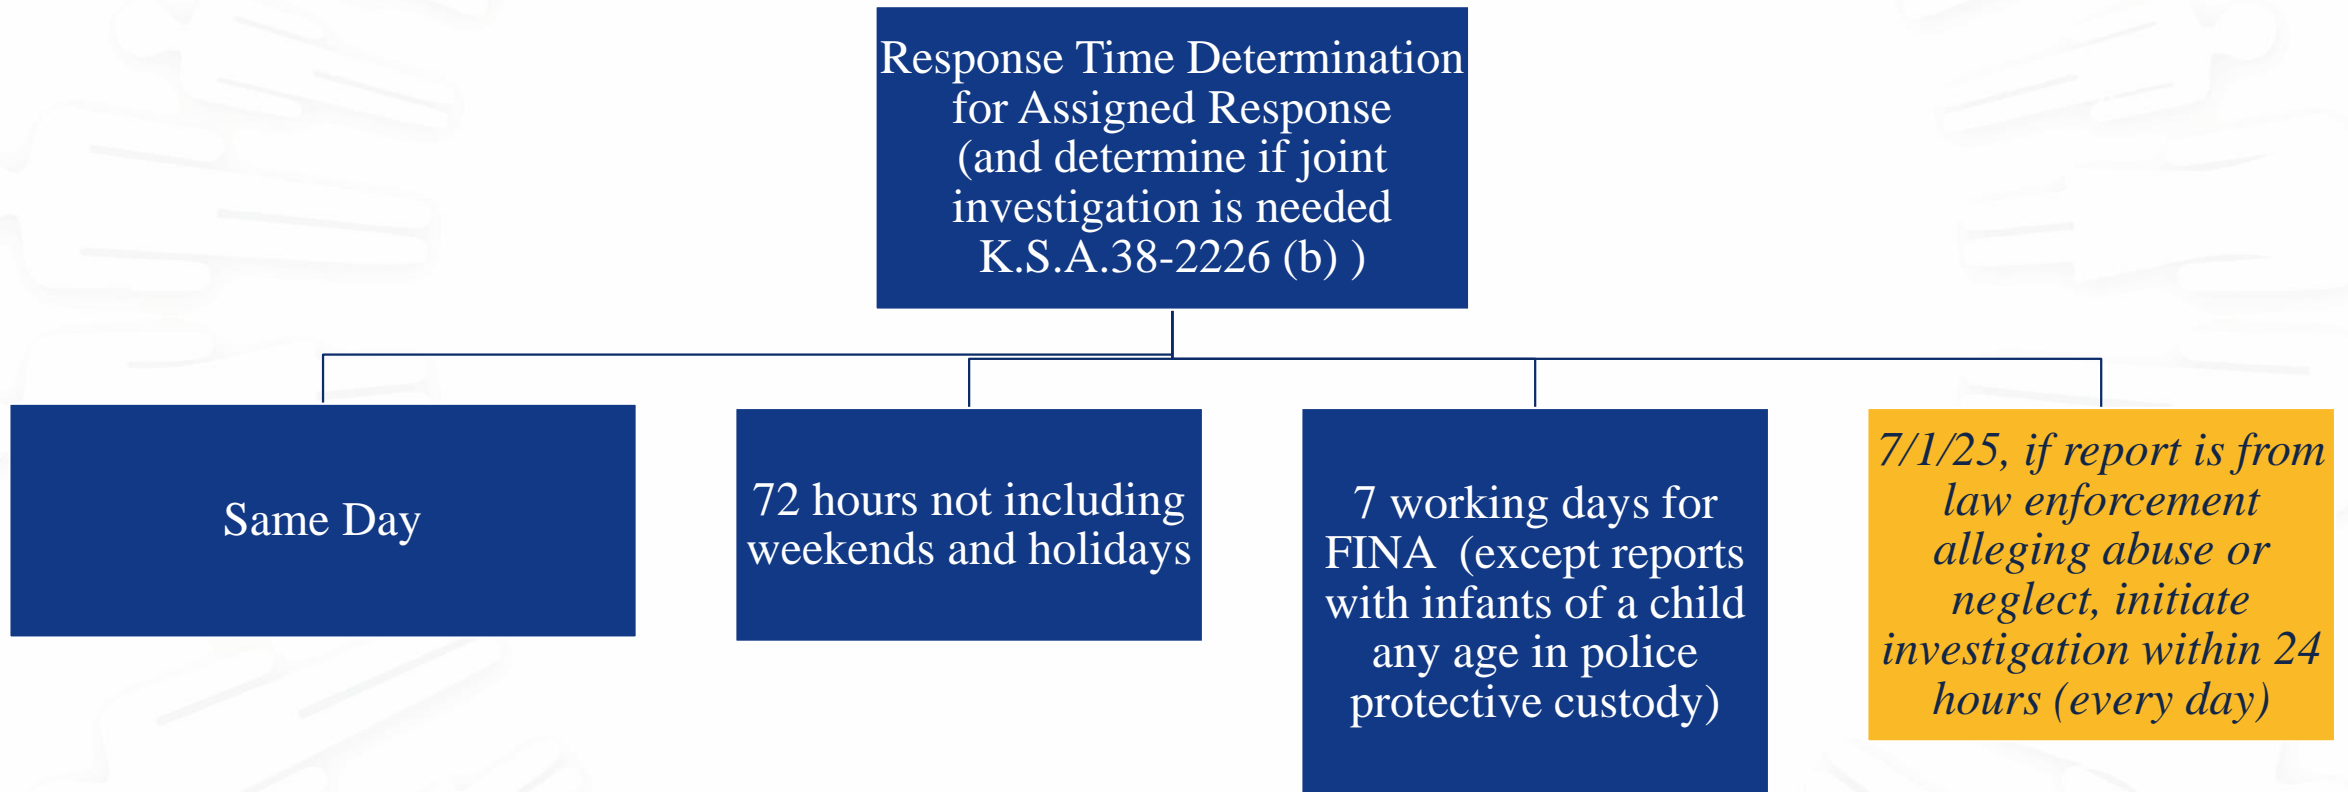 Response Time Determination
for Assigned Response
(and determine if joint
investigation is needed
K.S.A.38-2226 (b) )
Same Day
72 hours not including
weekends and holidays
7 working days for
FINA (except reports
with infants of a child
any age in police
protective custody)
7/1/25, if report is from
law enforcement
alleging abuse or
neglect, initiate
investigation within 24
hours (every day)